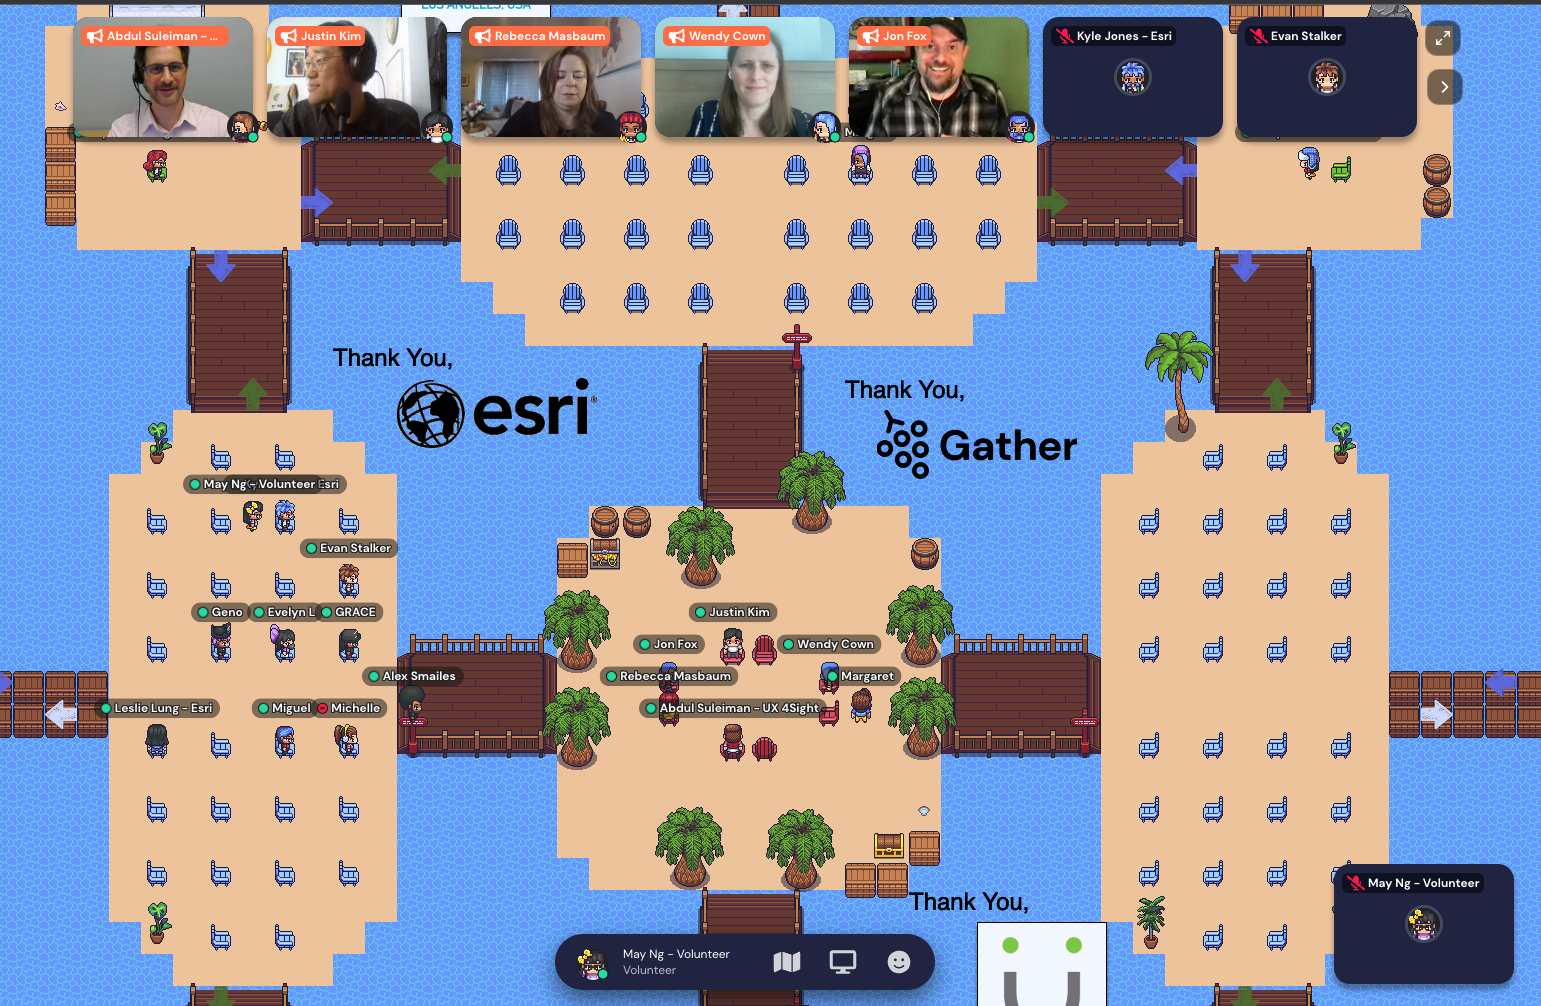 LOS ANGELES, USA
Abdul Suleiman - ...
Justin Kim
Rebecca Masbaum
Wendy Cown
Jon Fox
Kyle Jones - Esri
Evan Stalker
Thank You,
esri
Thank You,
Gather
May Ng - Volunteer
Esri
Evan Stalker
Geno
Evelyn L
GRACE
Justin Kim
Jon Fox
Wendy Cown
Alex Smailes
Rebecca Masbaum
Margaret
Leslie Lung - Esri
Miguel
Michelle
Abdul Suleiman - UX 4Sight
May Ng - Volunteer
Thank You,
May Ng - Volunteer
Volunteer